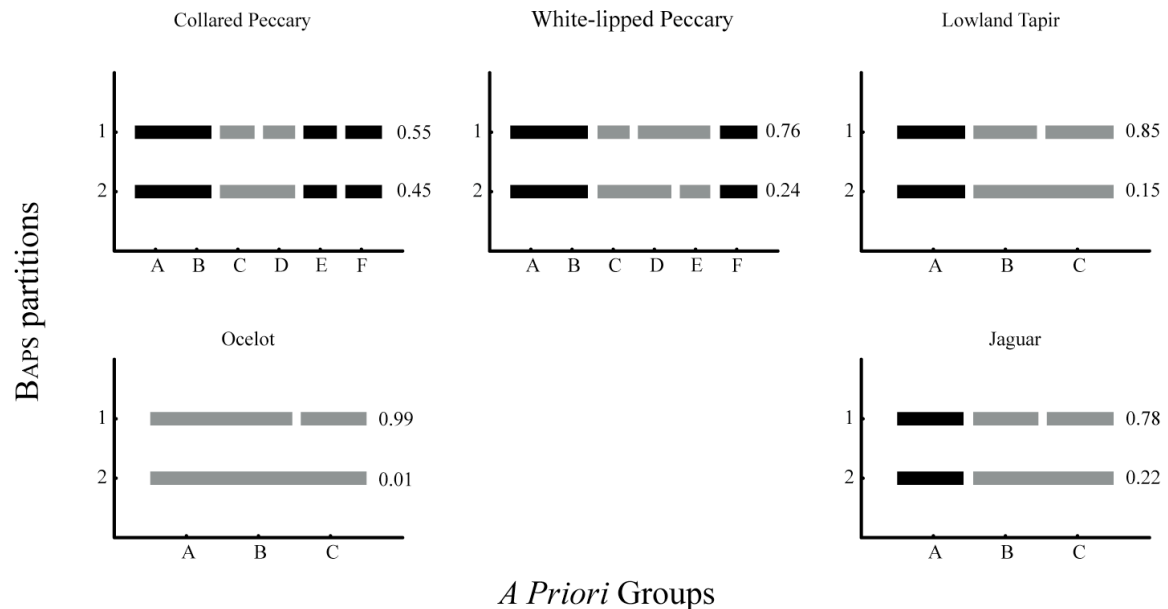 Collared Peccary
White-lipped Peccary
Lowland Tapir
1 0.55
2 0.45
A B C D E F
1 0.76
2 0.24
A B C D E F
1 0.85
2 0.15
A B C
Ocelot
Jaguar
1 0.99
2 0.01
A B C
1 0.78
2 0.22
A B C
BAPS partitions
A Priori Groups